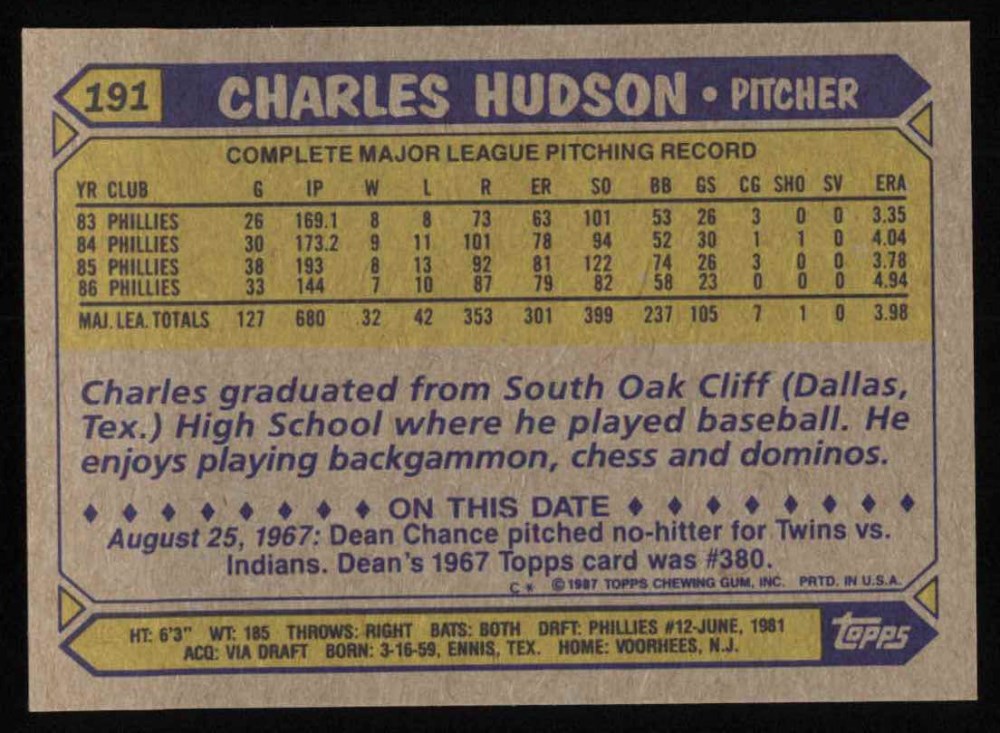 191 CHARLES HUDSON • PITCHER
COMPLETE MAJOR LEAGUE PITCHING RECORD
YR CLUB G IP W L R ER SO BB GS CG SHO SV ERA
83 PHILLIES 26 169.1 8 8 73 63 101 53 26 3 0 0 3.35
84 PHILLIES 30 173.2 9 11 101 78 94 52 30 1 1 0 4.04
85 PHILLIES 38 193 8 13 92 81 122 74 26 3 0 0 3.78
86 PHILLIES 33 144 7 10 87 79 82 58 23 0 0 0 4.94
MAJ. LEA. TOTALS 127 680 32 42 353 301 399 237 105 7 1 0 3.98
Charles graduated from South Oak Cliff (Dallas,
Tex.) High School where he played baseball. He
enjoys playing backgammon, chess and dominos.
♦ ♦ ♦ ♦ ♦ ♦ ♦ ♦ ON THIS DATE ♦ ♦ ♦ ♦ ♦ ♦ ♦ ♦
August 25, 1967: Dean Chance pitched no-hitter for Twins vs.
Indians. Dean's 1967 Topps card was #380.
C* © 1987 TOPPS CHEWING GUM, INC. PRTD. IN U.S.A.
HT: 6'3" WT: 185 THROWS: RIGHT BATS: BOTH DRFT: PHILLIES #12-JUNE, 1981
ACQ: VIA DRAFT BORN: 3-16-59, ENNIS, TEX. HOME: VOORHEES, N.J.
topps